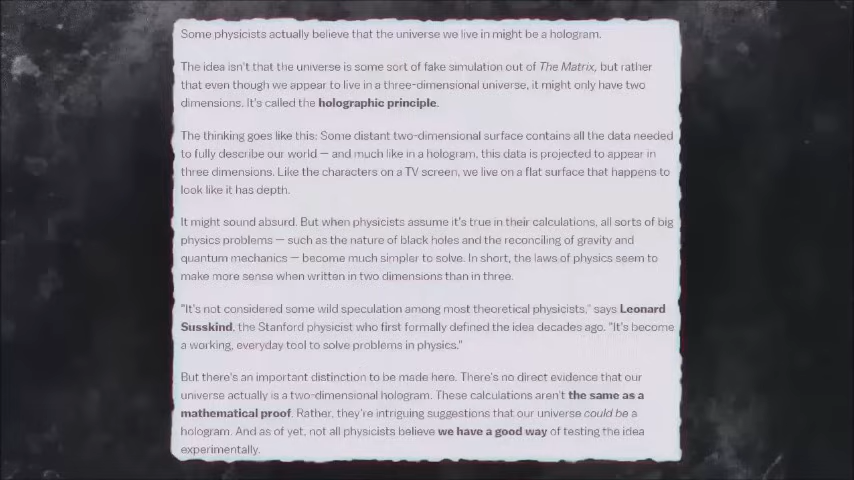 Some physicists actually believe that the universe we live in might be a hologram.
The idea isn't that the universe is some sort of fake simulation out of The Matrix, but rather
that even though we appear to live in a three-dimensional universe, it might only have two
dimensions. It's called the holographic principle.
The thinking goes like this: Some distant two-dimensional surface contains all the data needed
to fully describe our world — and much like in a hologram, this data is projected to appear in
three dimensions. Like the characters on a TV screen, we live on a flat surface that happens to
look like it has depth.
It might sound absurd. But when physicists assume it's true in their calculations, all sorts of big
physics problems — such as the nature of black holes and the reconciling of gravity and
quantum mechanics — become much simpler to solve. In short, the laws of physics seem to
make more sense when written in two dimensions than in three.
"It's not considered some wild speculation among most theoretical physicists," says Leonard
Susskind, the Stanford physicist who first formally defined the idea decades ago. "It's become
a working, everyday tool to solve problems in physics."
But there's an important distinction to be made here. There's no direct evidence that our
universe actually is a two-dimensional hologram. These calculations aren't the same as a
mathematical proof. Rather, they're intriguing suggestions that our universe could be a
hologram. And as of yet, not all physicists believe we have a good way of testing the idea
experimentally.